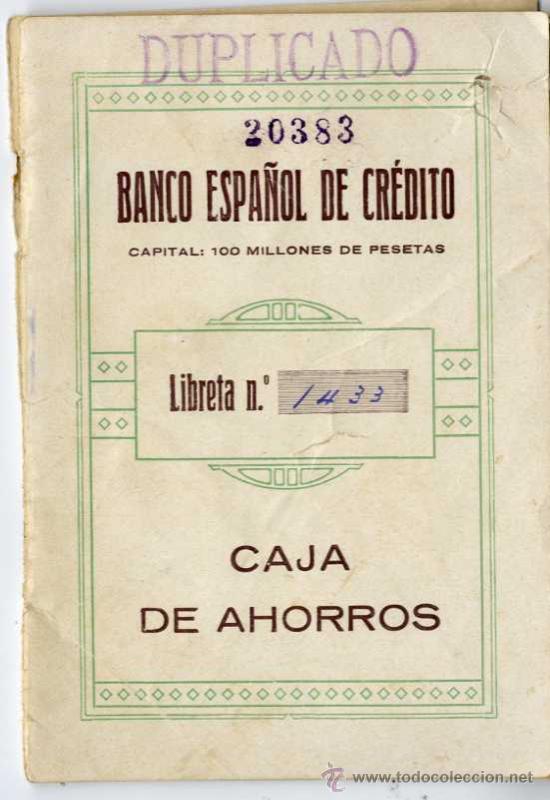 DUPLICADO
20383
BANCO ESPAÑOL DE CRÉDITO
CAPITAL: 100 MILLONES DE PESETAS
Libreta n.º 1433
CAJA
DE AHORROS
www.todocoleccion.net